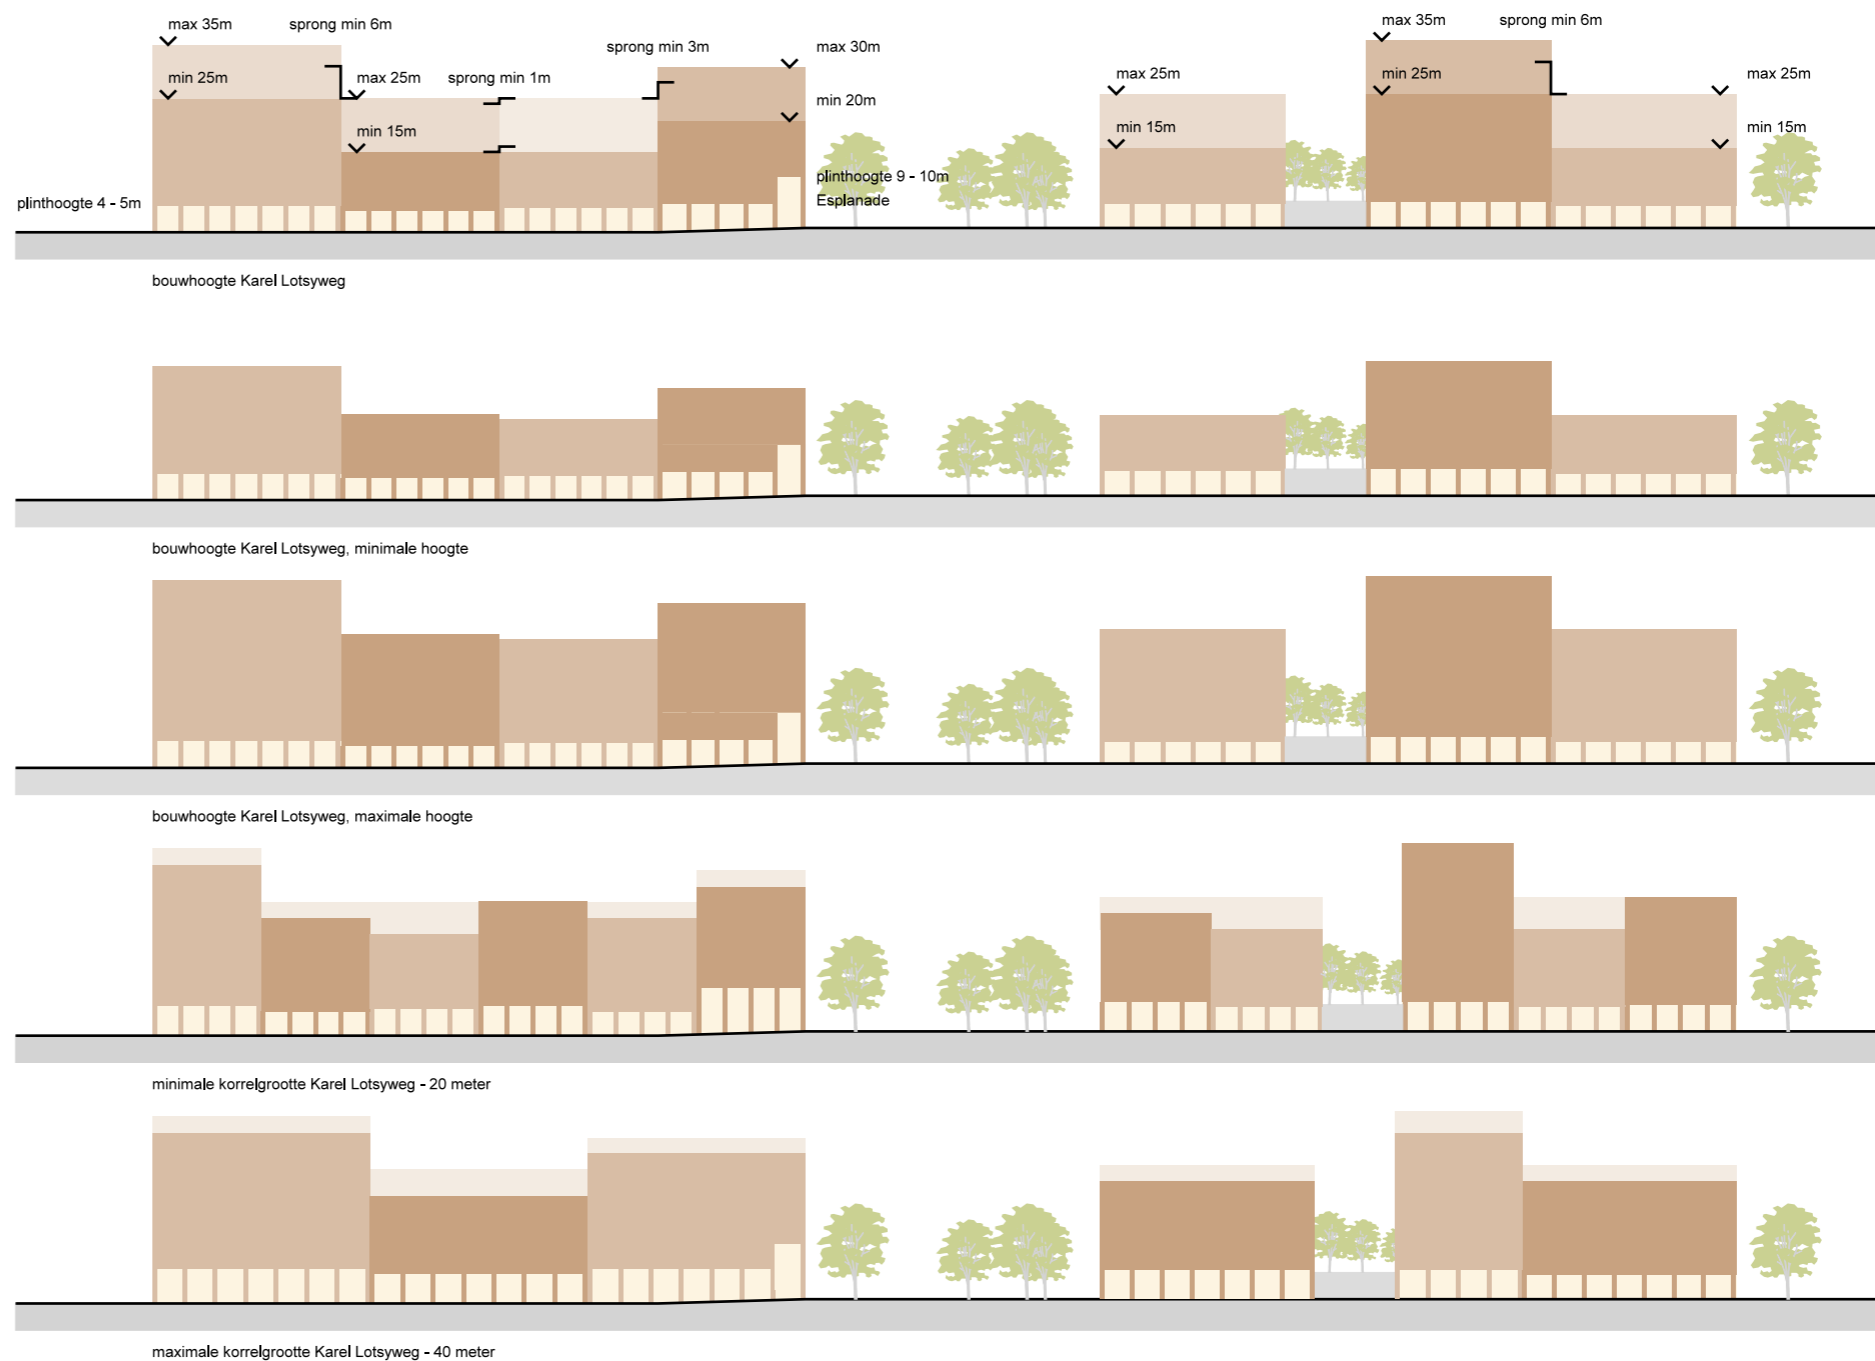 max 35m
sprong min 6m
sprong min 3m
max 30m
max 35m
sprong min 6m
min 25m
max 25m
sprong min 1m
max 25m
min 25m
max 25m
min 20m
min 15m
min 15m
min 15m
plinthoogte 9 - 10m
Esplanade
plinthoogte 4 - 5m
bouwhoogte Karel Lotsyweg
bouwhoogte Karel Lotsyweg, minimale hoogte
bouwhoogte Karel Lotsyweg, maximale hoogte
minimale korrelgrootte Karel Lotsyweg - 20 meter
maximale korrelgrootte Karel Lotsyweg - 40 meter